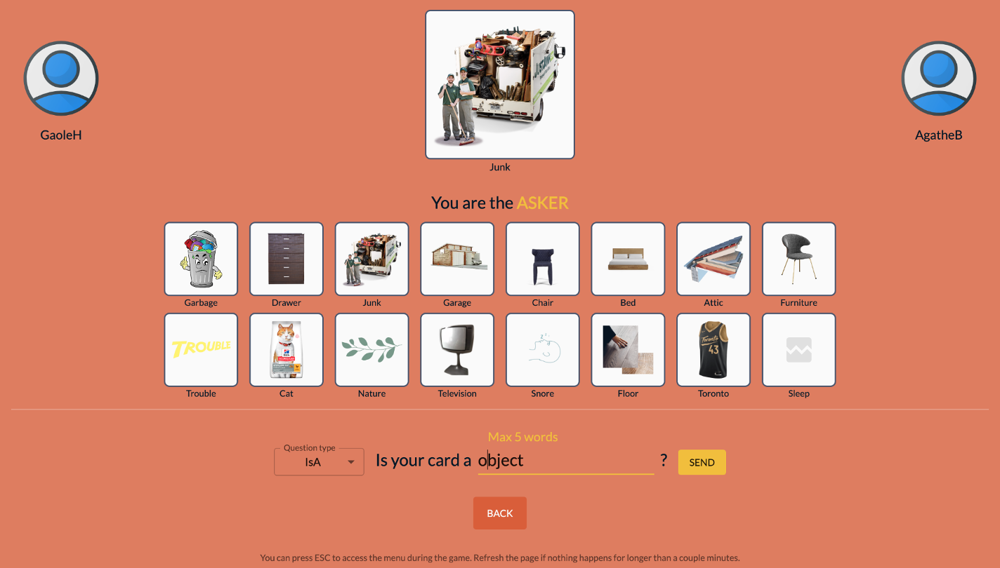 GaoleH
AgatheB
Junk
You are the ASKER
Garbage
Drawer
Junk
Garage
Chair
Bed
Attic
Furniture
TROUBLE
Toronto
43
Trouble
Cat
Nature
Television
Snore
Floor
Toronto
Sleep
Max 5 words
Question type
IsA
Is your card a object ?
SEND
BACK
You can press ESC to access the menu during the game. Refresh the page if nothing happens for longer than a couple minutes.